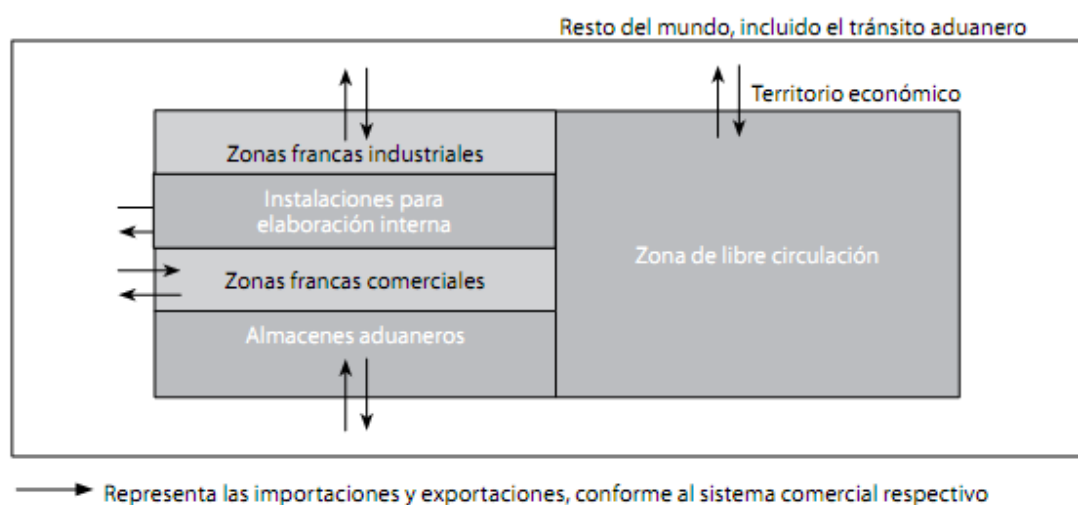 Resto del mundo, incluido el tránsito aduanero
Territorio económico
Zonas francas industriales
Instalaciones para
elaboración interna
Zona de libre circulación
Zonas francas comerciales
Almacenes aduaneros
Representa las importaciones y exportaciones, conforme al sistema comercial respectivo